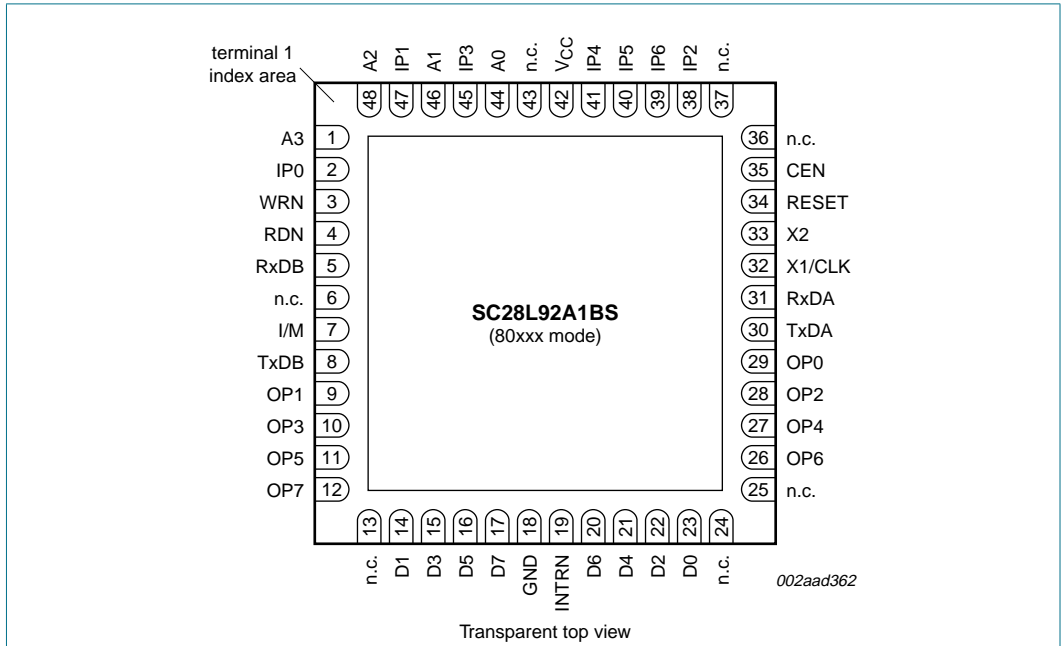 terminal 1
index area
A2 IP1 A1 IP3 A0 n.c. VCC IP4 IP5 IP6 IP2 n.c.
48 47 46 45 44 43 42 41 40 39 38 37
A3 1
IP0 2
WRN 3
RDN 4
RxDB 5
n.c. 6
I/M 7
TxDB 8
OP1 9
OP3 10
OP5 11
OP7 12
SC28L92A1BS
(80xxx mode)
36 n.c.
35 CEN
34 RESET
33 X2
32 X1/CLK
31 RxDA
30 TxDA
29 OP0
28 OP2
27 OP4
26 OP6
25 n.c.
13 14 15 16 17 18 19 20 21 22 23 24
n.c. D1 D3 D5 D7 GND INTRN D6 D4 D2 D0 n.c.
002aad362
Transparent top view